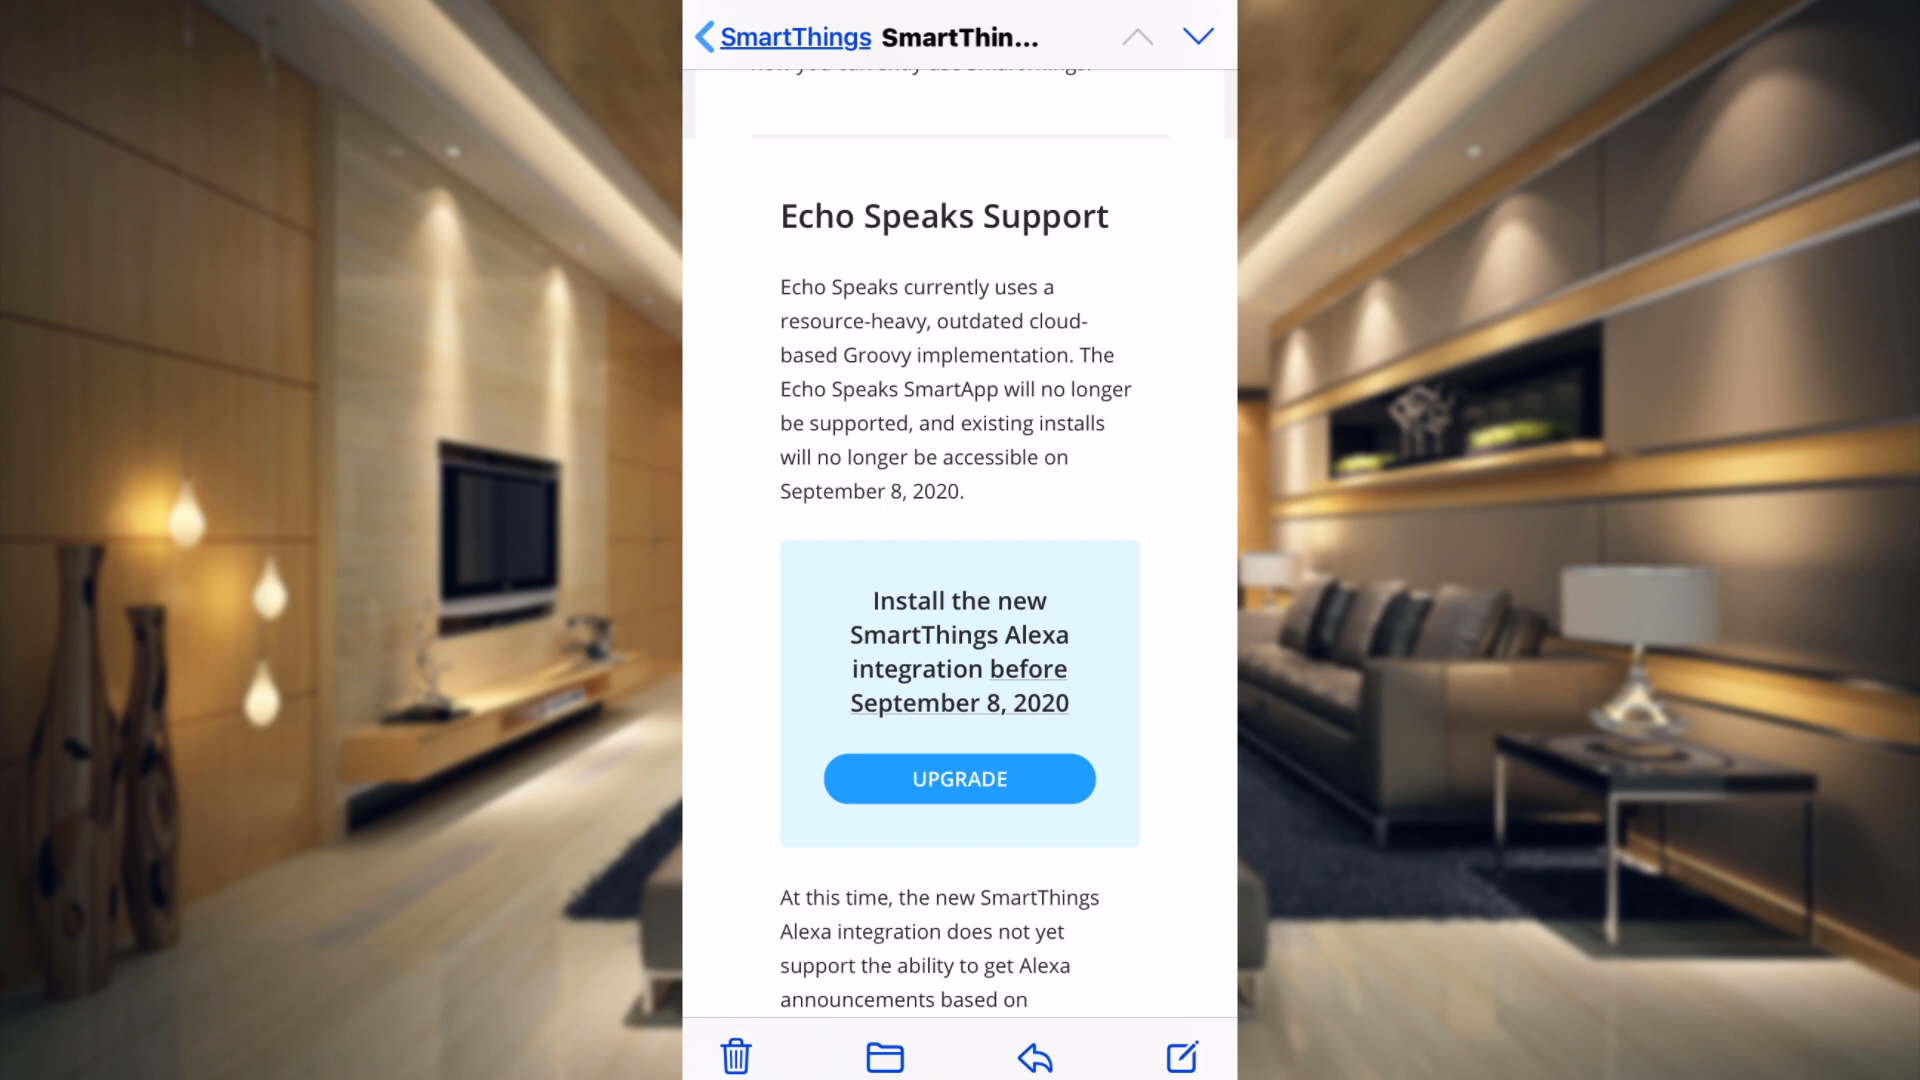 SmartThings SmartThin...
Echo Speaks Support
Echo Speaks currently uses a
resource-heavy, outdated cloud-
based Groovy implementation. The
Echo Speaks SmartApp will no longer
be supported, and existing installs
will no longer be accessible on
September 8, 2020.
Install the new
SmartThings Alexa
integration before
September 8, 2020
UPGRADE
At this time, the new SmartThings
Alexa integration does not yet
support the ability to get Alexa
announcements based on